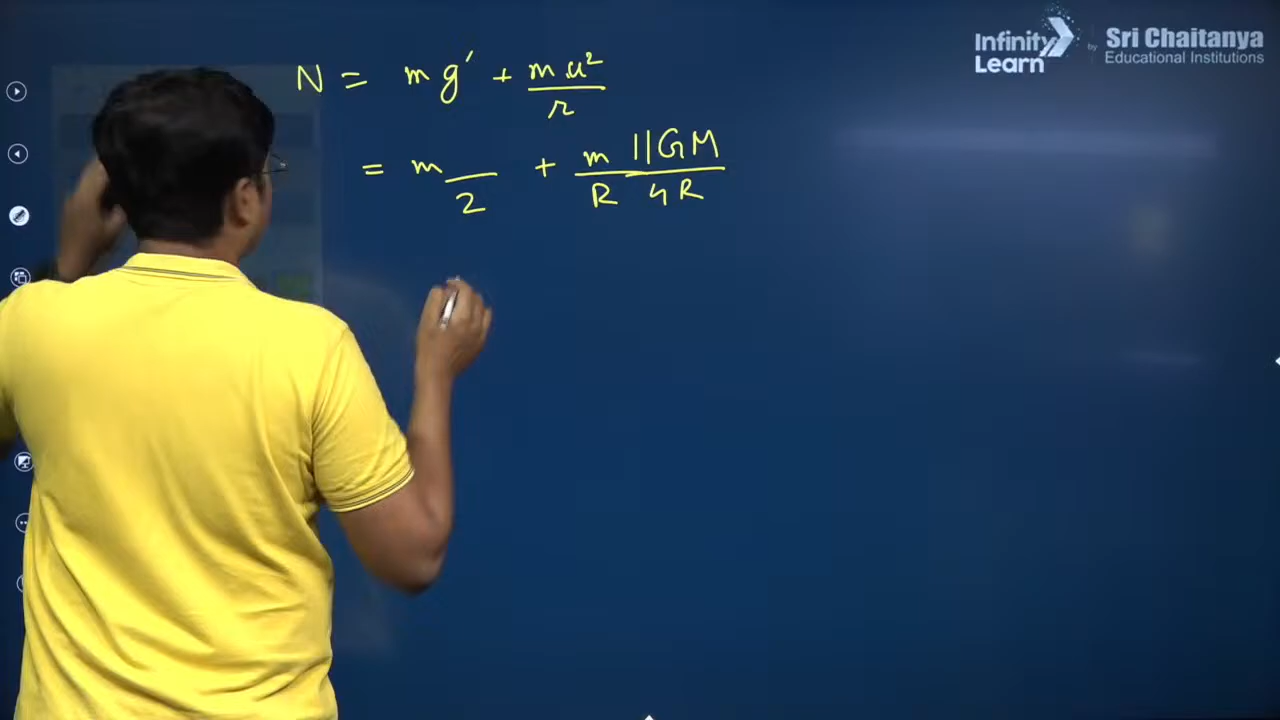 Infinity Learn by Sri Chaitanya Educational Institutions
N = mg′ + mu²/r
= m —/2 + m 11GM/R 4R